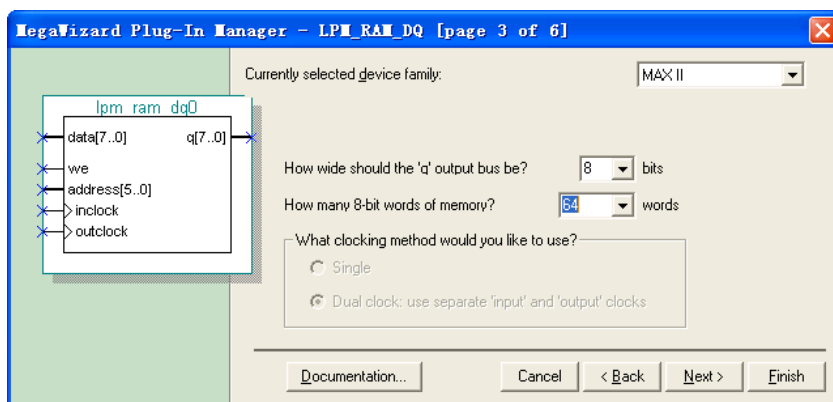 MegaWizard Plug-In Manager - LPM_RAM_DQ [page 3 of 6]
Currently selected device family:
MAX II
lpm_ram_dq0
data[7..0] q[7..0]
we
address[5..0]
inclock
outclock
How wide should the 'q' output bus be? 8 bits
How many 8-bit words of memory? 64 words
What clocking method would you like to use?
Single
Dual clock: use separate 'input' and 'output' clocks
Documentation... Cancel < Back Next > Finish